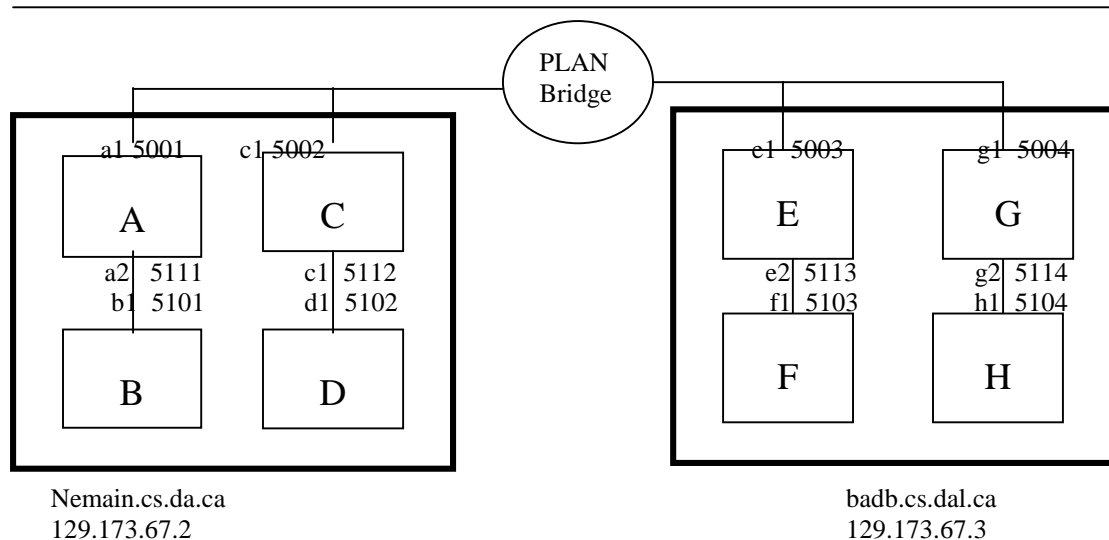 PLAN
Bridge
a1 5001
c1 5002
e1 5003
g1 5004
A
C
E
G
a2 5111
c1 5112
e2 5113
g2 5114
b1 5101
d1 5102
f1 5103
h1 5104
B
D
F
H
Nemain.cs.da.ca
129.173.67.2
badb.cs.dal.ca
129.173.67.3